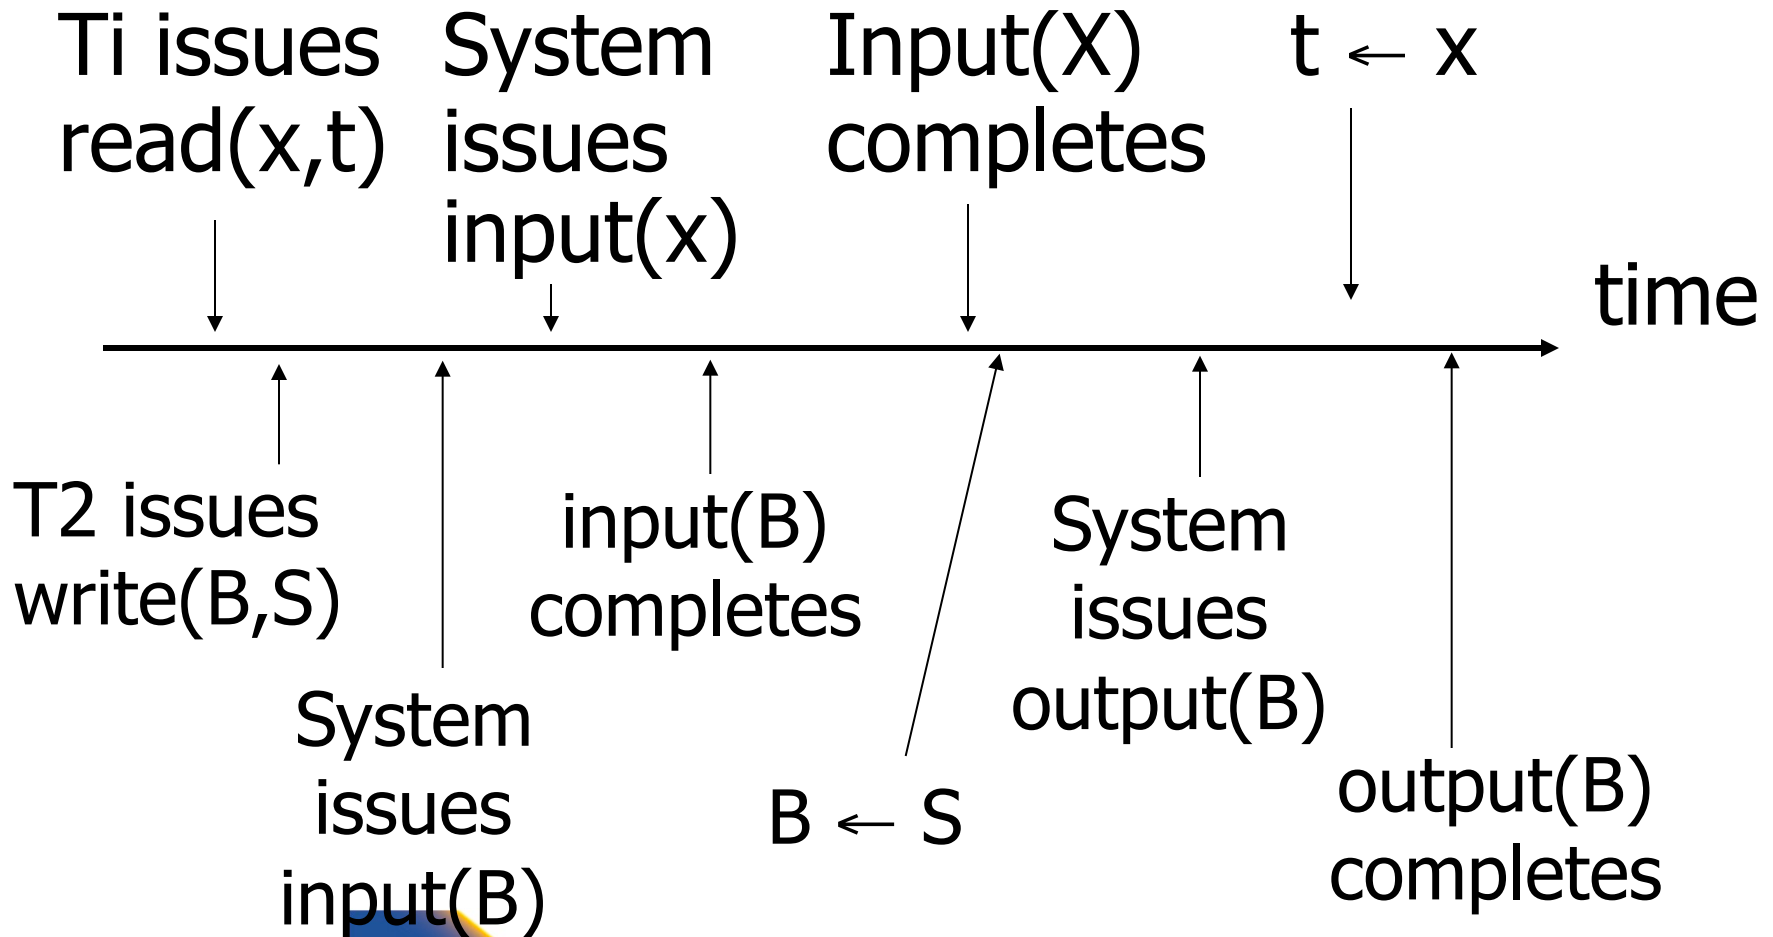 Ti issues
read(x,t)
System
issues
input(x)
Input(X)
completes
t ← x
time
T2 issues
write(B,S)
System
issues
input(B)
input(B)
completes
B ← S
System
issues
output(B)
output(B)
completes